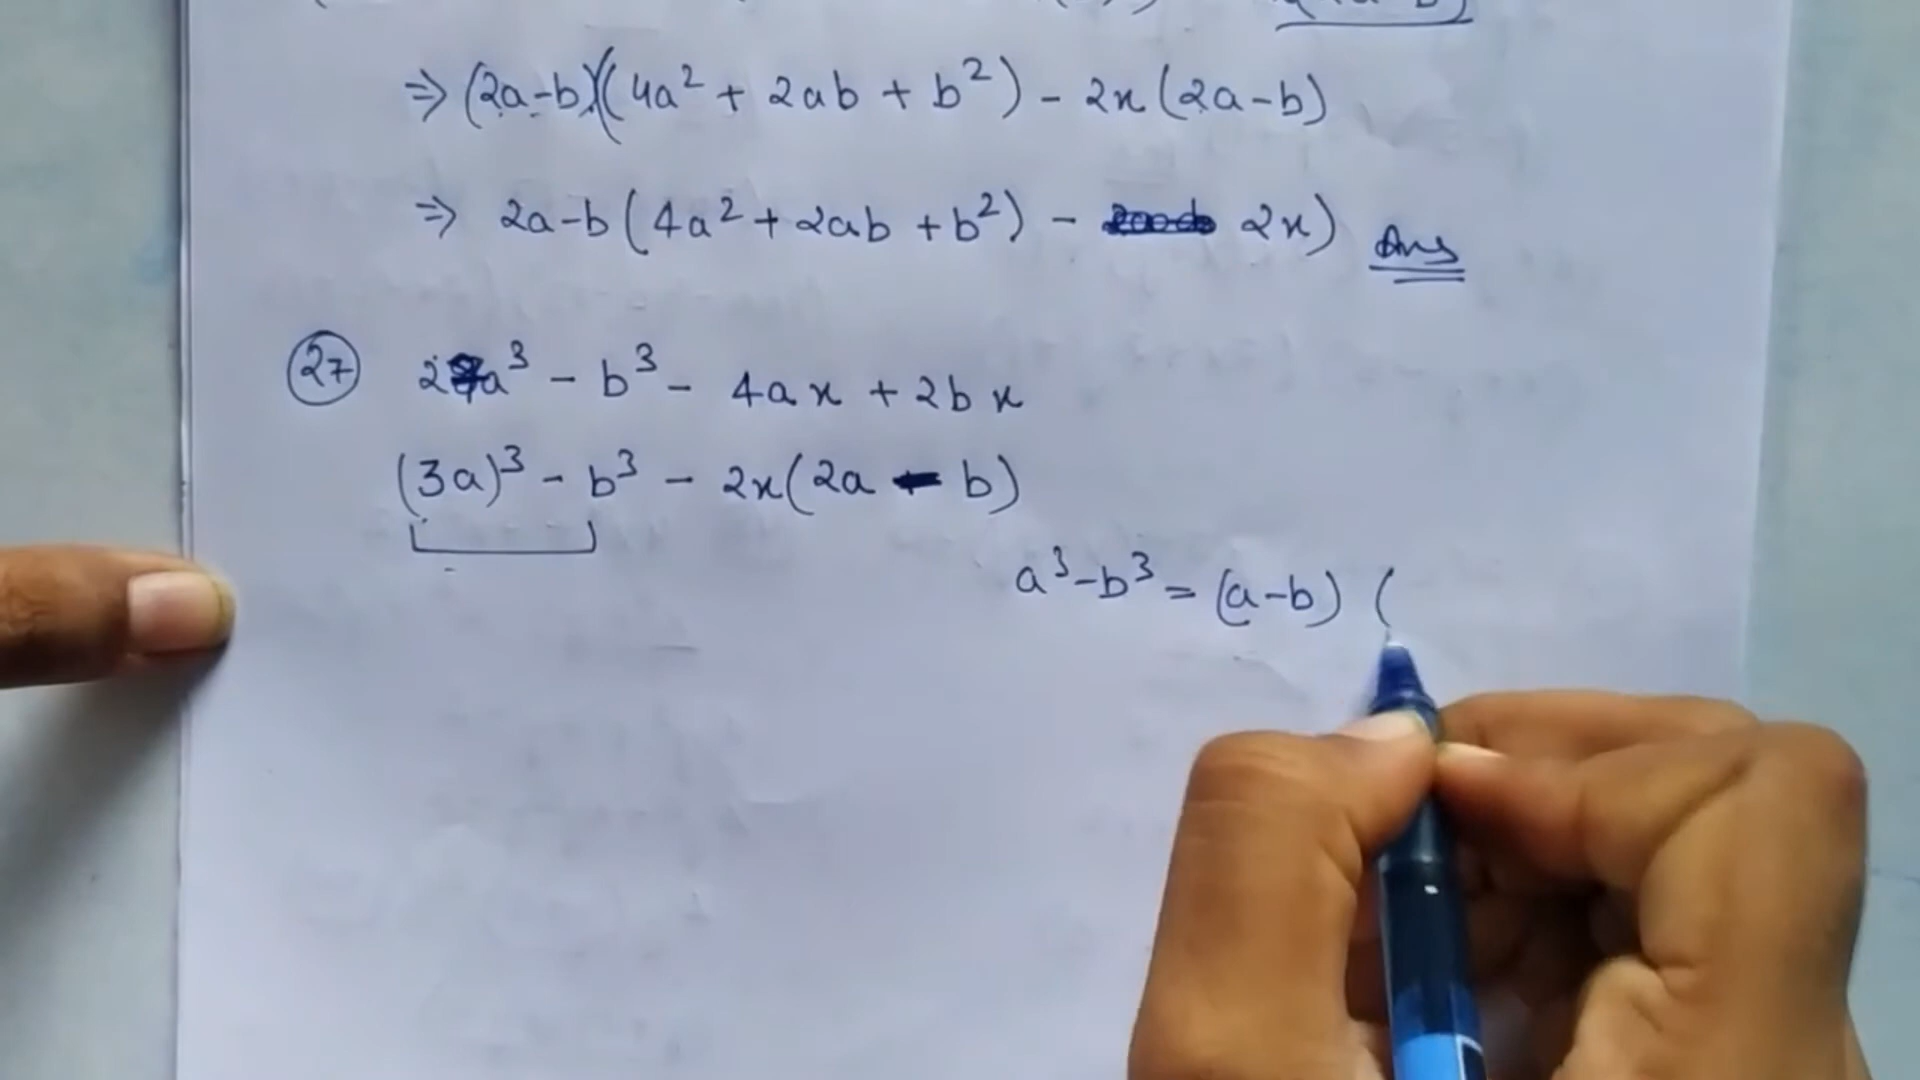 ⇒ (2a-b)(4a² + 2ab + b²) - 2x(2a-b)
⇒ 2a-b(4a² + 2ab + b²) - 2x) Ans
(27) 27a³ - b³ - 4ax + 2bx
(3a)³ - b³ - 2x(2a - b)
a³-b³ = (a-b) (